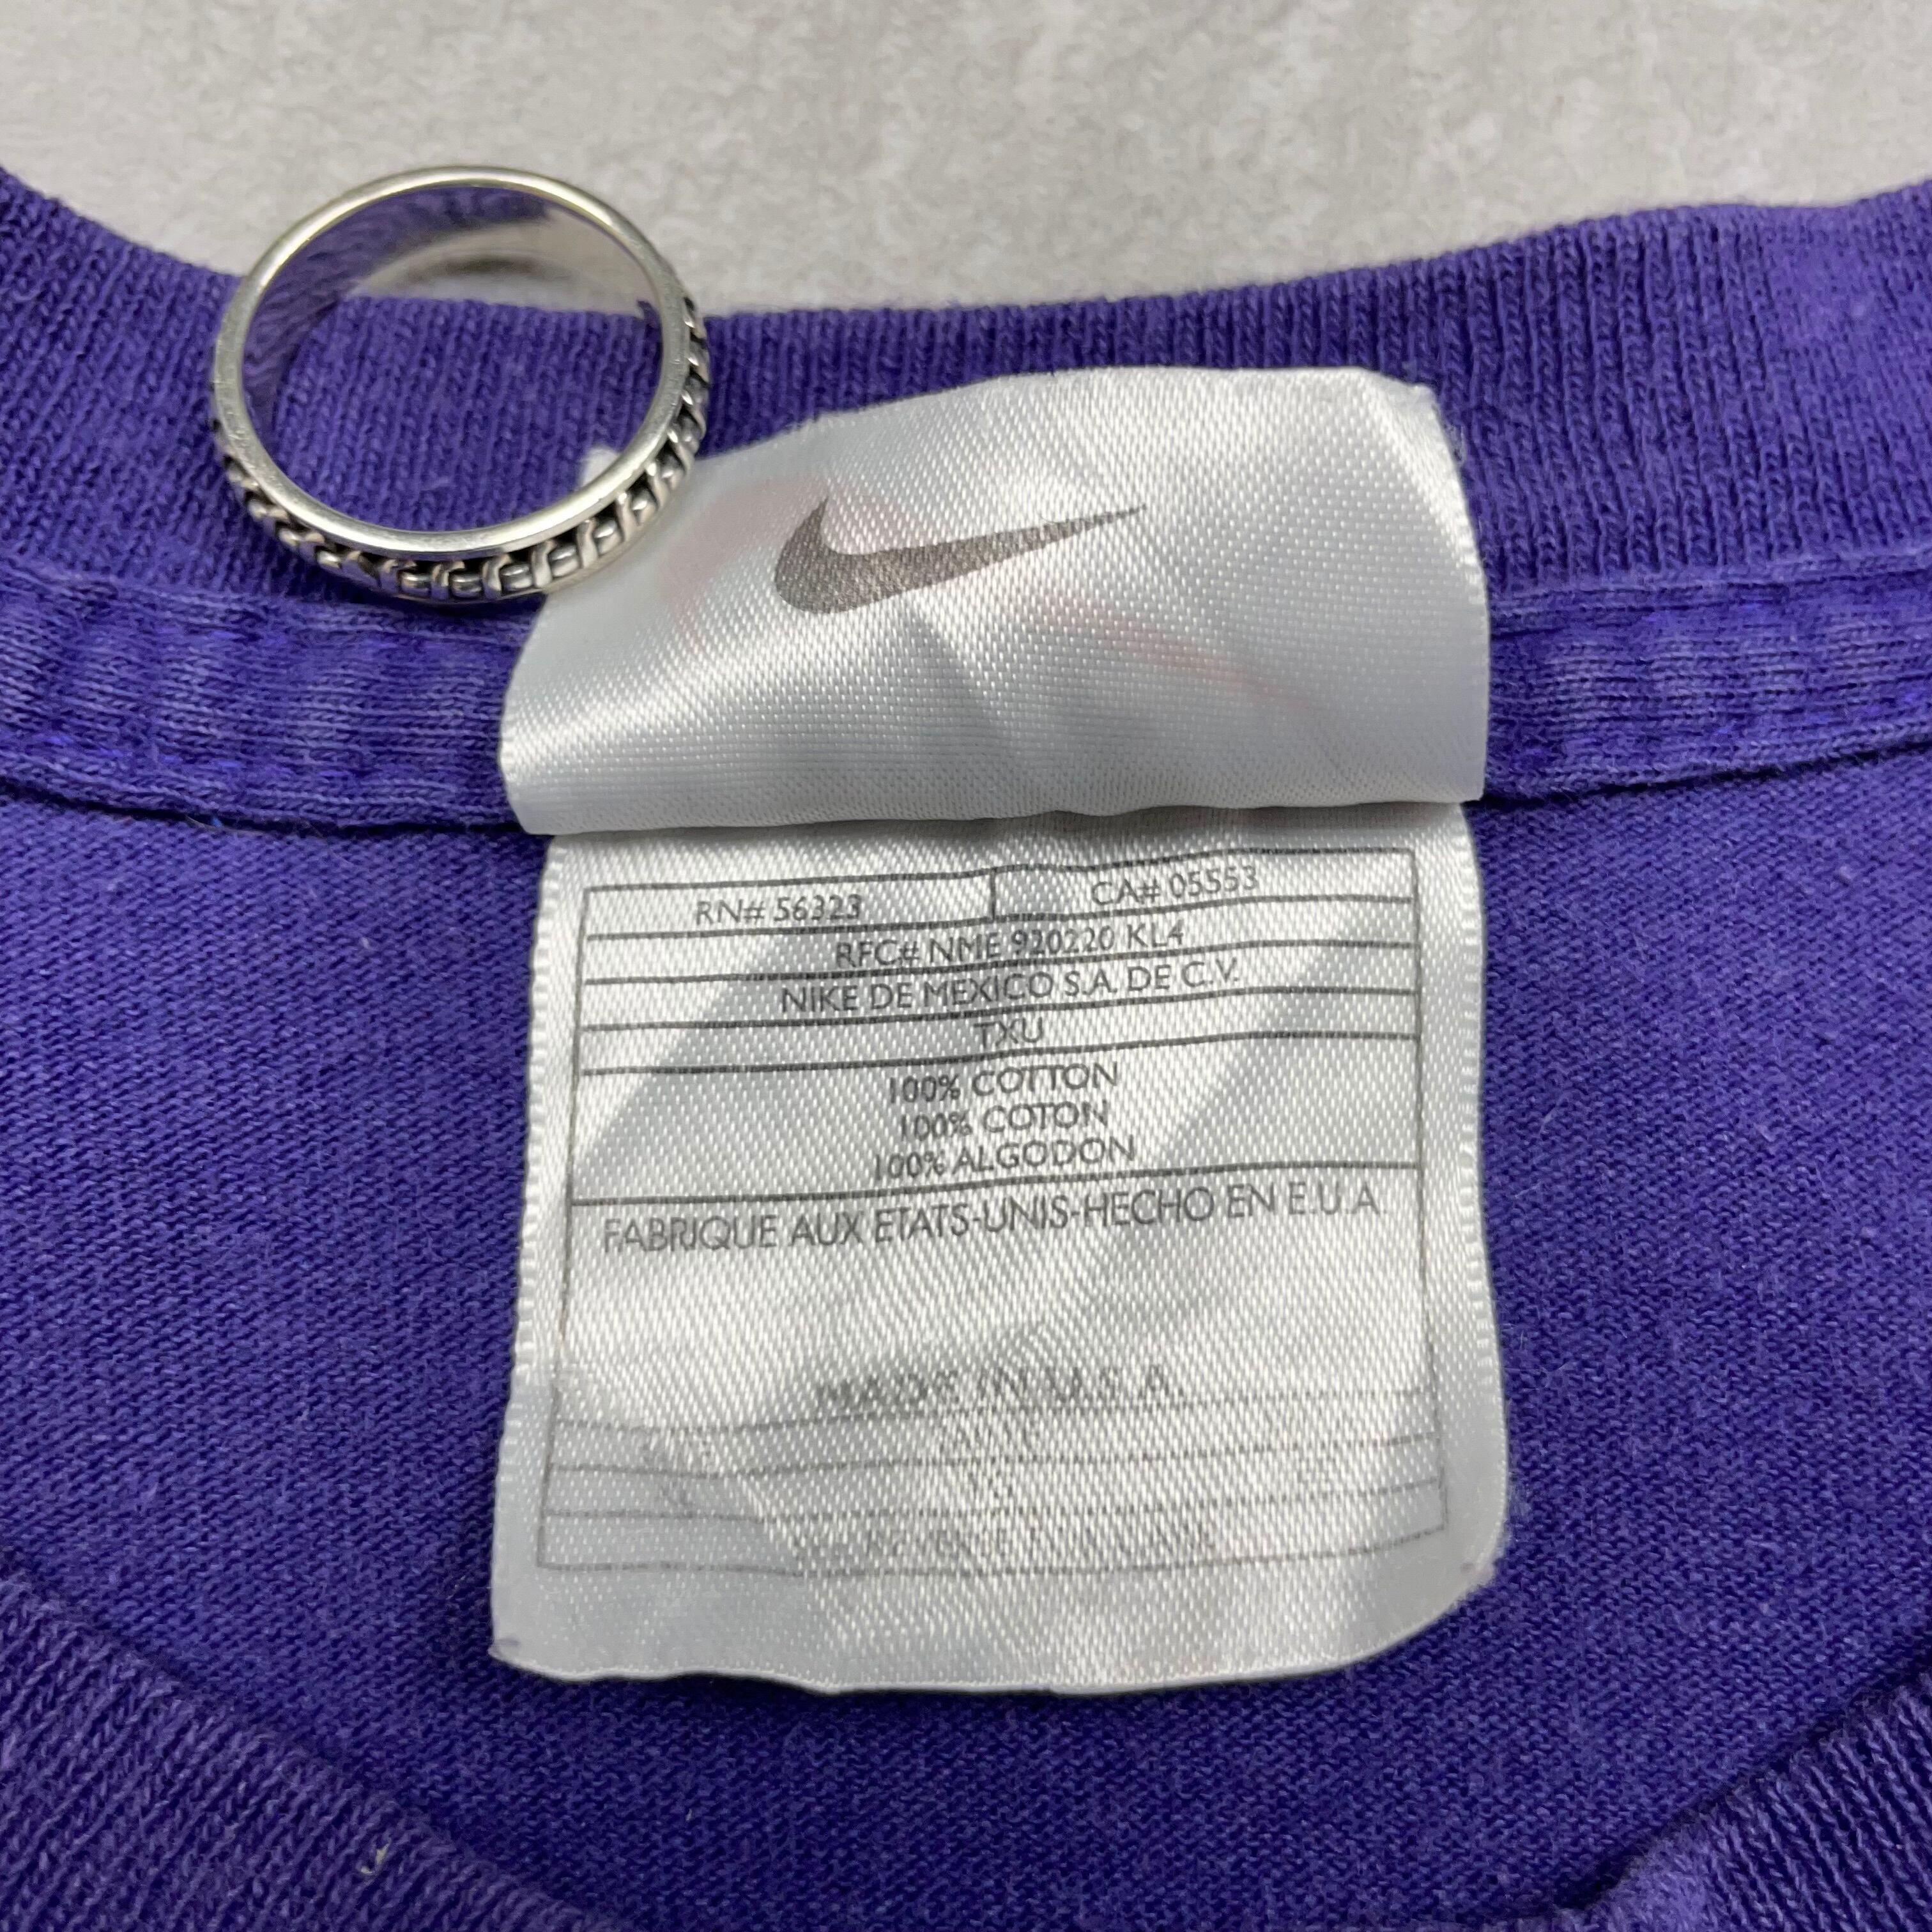 RN# 56323 CA# 05553
RFC# NME 920220 KL4
NIKE DE MEXICO S.A. DE C.V.
TXU
100% COTTON
100% COTON
100% ALGODON
FABRIQUE AUX ETATS-UNIS-HECHO EN E.U.A.
MADE IN U.S.A.